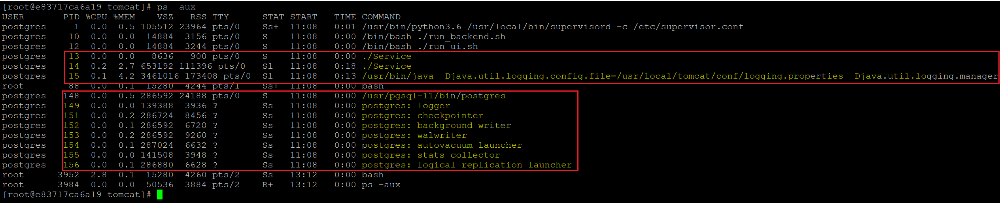 [root@e83717ca6a19 tomcat]# ps -aux
USER PID %CPU %MEM VSZ RSS TTY STAT START TIME COMMAND
postgres 1 0.0 0.5 105512 23964 pts/0 Ss+ 11:08 0:01 /usr/bin/python3.6 /usr/local/bin/supervisord -c /etc/supervisor.conf
postgres 10 0.0 0.0 14884 3156 pts/0 S 11:08 0:00 /bin/bash ./run_backend.sh
postgres 12 0.0 0.0 14884 3244 pts/0 S 11:08 0:00 /bin/bash ./run_ui.sh
postgres 13 0.0 0.0 8636 900 pts/0 S 11:08 0:00 ./Service
postgres 14 0.2 2.7 653192 111396 pts/0 Sl 11:08 0:18 ./Service
postgres 15 0.1 4.2 3461016 173408 pts/0 Sl 11:08 0:13 /usr/bin/java -Djava.util.logging.config.file=/usr/local/tomcat/conf/logging.properties -Djava.util.logging.manager
root 88 0.0 0.1 15280 4244 pts/1 Ss+ 11:08 0:00 bash
postgres 148 0.0 0.5 286592 24188 pts/0 S 11:08 0:00 /usr/pgsql-11/bin/postgres
postgres 149 0.0 0.0 139388 3936 ? Ss 11:08 0:00 postgres: logger
postgres 151 0.0 0.2 286724 8456 ? Ss 11:08 0:00 postgres: checkpointer
postgres 152 0.0 0.1 286592 6728 ? Ss 11:08 0:00 postgres: background writer
postgres 153 0.0 0.2 286592 9260 ? Ss 11:08 0:00 postgres: walwriter
postgres 154 0.0 0.1 287024 6632 ? Ss 11:08 0:00 postgres: autovacuum launcher
postgres 155 0.0 0.0 141508 3948 ? Ss 11:08 0:00 postgres: stats collector
postgres 156 0.0 0.1 286880 6628 ? Ss 11:08 0:00 postgres: logical replication launcher
root 3952 2.8 0.1 15280 4260 pts/2 Ss 13:12 0:00 bash
root 3984 0.0 0.0 50536 3884 pts/2 R+ 13:12 0:00 ps -aux
[root@e83717ca6a19 tomcat]#